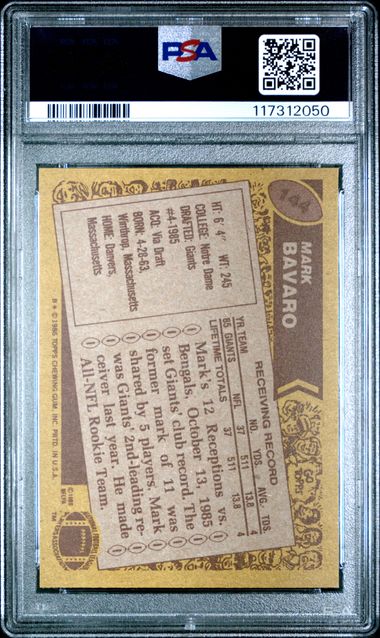 PSA
117312050
144
MARK
BAVARO
HT: 6' 4" WT: 245
COLLEGE: Notre Dame
DRAFTED: Giants
#4-1985
ACQ: Via Draft
BORN: 4-28-63,
Winthrop, Massachusetts
HOME: Danvers,
Massachusetts
RECEIVING RECORD
NFL
YR. TEAM NO. YDS. AVG. TDS
85 GIANTS 37 511 13.8 4
LIFETIME TOTALS 37 511 13.8 4
Mark's 12 Receptions vs.
Bengals, October 13, 1985
set Giants' club record. The
former mark of 11 was
shared by 5 players. Mark
was Giants' 2nd-leading re-
ceiver last year. He made
All-NFL Rookie Team.
B * © 1986 TOPPS CHEWING GUM, INC. PRTD. IN U.S.A.
TM